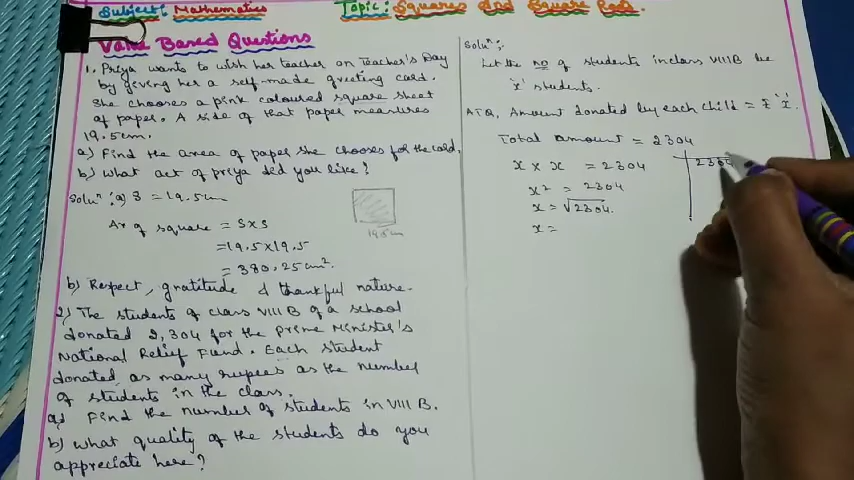 Subject: Mathematics
Topic: Squares and Square Roots.
Value Based Questions
1. Priya wants to wish her teacher on Teacher's Day
by giving her a self-made greeting card.
She chooses a pink coloured square sheet
of paper. A side of that paper measures
19.5cm.
a) Find the area of paper she chooses for the card.
b) What act of priya did you like?
Soluⁿ: a) S = 19.5cm
Ar of square = S×S
=19.5×19.5
= 380.25cm².
19.5cm
b) Respect, gratitude & thankful nature.
2) The students of class VIII B of a school
donated 2,304 for the Prime Minister's
National Relief Fund. Each student
donated as many rupees as the number
of students in the class.
a) Find the number of students in VIII B.
b) What quality of the students do you
appreciate here?
Soluⁿ:
Let the no of students in class VIII B be
'x' students.
ATQ, Amount donated by each child = ₹ 'x'.
Total amount = 2304
x × x = 2304
x² = 2304
x = √2304.
x =
2304